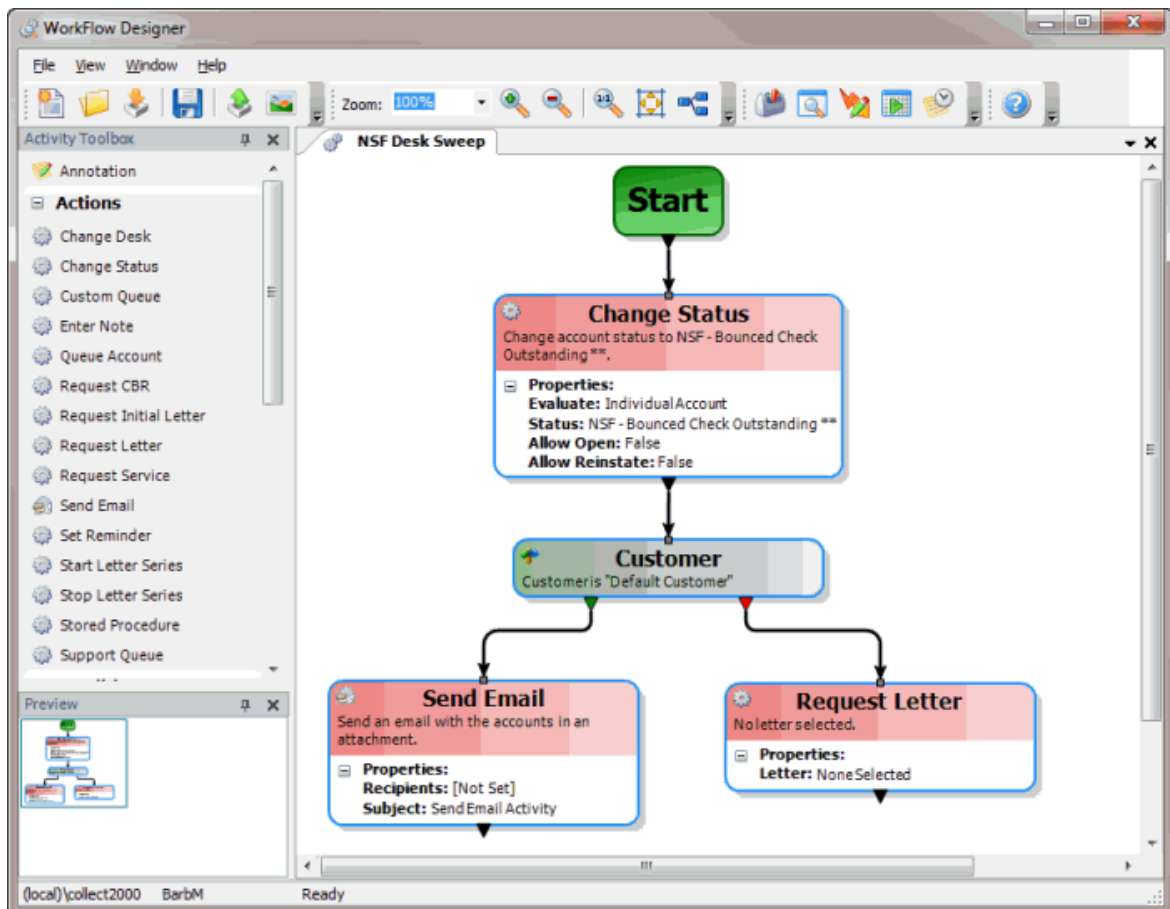 WorkFlow Designer
File View Window Help
Zoom: 100%
1:1
Activity Toolbox
NSF Desk Sweep
Annotation
Actions
Change Desk
Change Status
Custom Queue
Enter Note
Queue Account
Request CBR
Request Initial Letter
Request Letter
Request Service
Send Email
Set Reminder
Start Letter Series
Stop Letter Series
Stored Procedure
Support Queue
Preview
Start
Change Status
Change account status to NSF - Bounced Check
Outstanding **.
Properties:
Evaluate: Individual Account
Status: NSF - Bounced Check Outstanding **
Allow Open: False
Allow Reinstate: False
Customer
Customer is "Default Customer"
Send Email
Send an email with the accounts in an
attachment.
Properties:
Recipients: [Not Set]
Subject: Send Email Activity
Request Letter
No letter selected.
Properties:
Letter: None Selected
(local)\collect2000 BarbM Ready